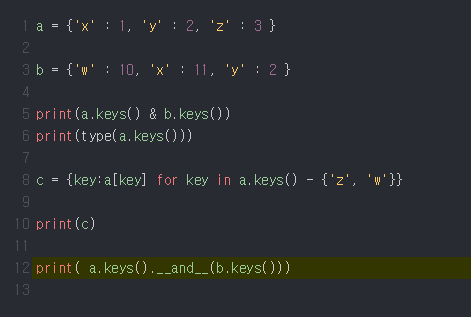 1 a = {'x' : 1, 'y' : 2, 'z' : 3 }
2
3 b = {'w' : 10, 'x' : 11, 'y' : 2 }
4
5 print(a.keys() & b.keys())
6 print(type(a.keys()))
7
8 c = {key:a[key] for key in a.keys() - {'z', 'w'}}
9
10 print(c)
11
12 print( a.keys().__and__(b.keys()))
13